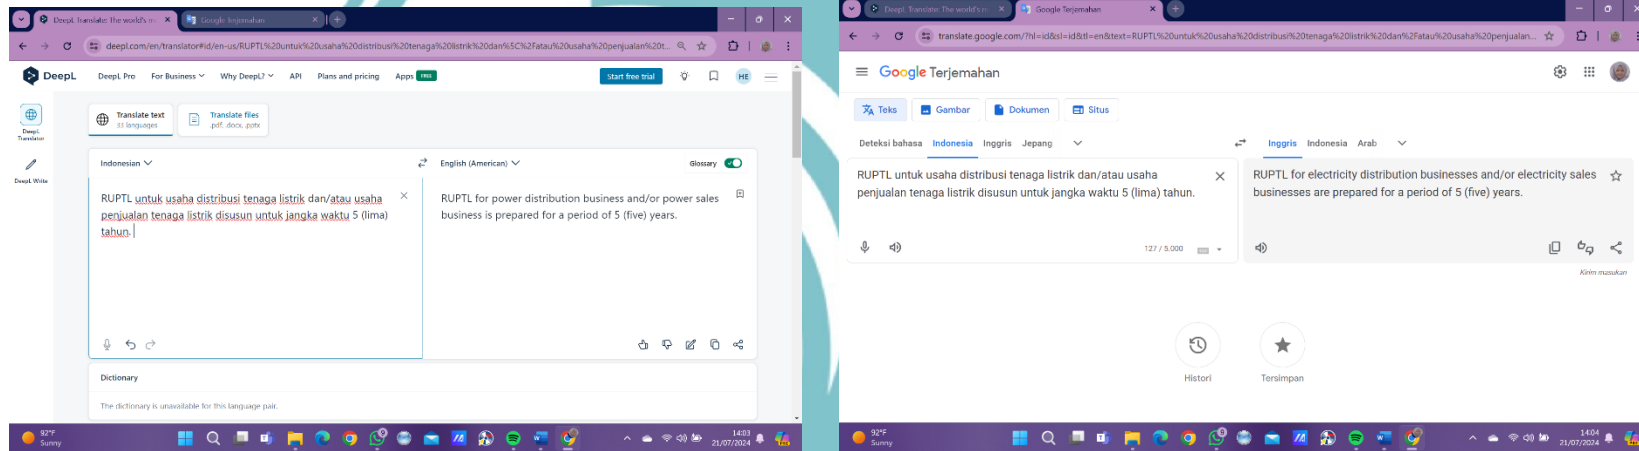 DeepL Translate: The world's m
Google Terjemahan
deepl.com/en/translator#id/en-us/RUPTL%20untuk%20usaha%20distribusi%20tenaga%20listrik%20dan%5C%2Fatau%20usaha%20penjualan%20t...
DeepL
DeepL Pro
For Business
Why DeepL?
API
Plans and pricing
Apps
FREE
Start free trial
HE
DeepL Translator
DeepL Write
Translate text
33 languages
Translate files
.pdf, .docx, .pptx
Indonesian
English (American)
Glossary
RUPTL untuk usaha distribusi tenaga listrik dan/atau usaha
penjualan tenaga listrik disusun untuk jangka waktu 5 (lima)
tahun.
RUPTL for power distribution business and/or power sales
business is prepared for a period of 5 (five) years.
Dictionary
The dictionary is unavailable for this language pair.
92°F
Sunny
14:03
21/07/2024
DeepL Translate: The world's m
Google Terjemahan
translate.google.com/?hl=id&sl=id&tl=en&text=RUPTL%20untuk%20usaha%20distribusi%20tenaga%20listrik%20dan%2Fatau%20usaha%20penjualan...
Google Terjemahan
Teks
Gambar
Dokumen
Situs
Deteksi bahasa
Indonesia
Inggris
Jepang
Inggris
Indonesia
Arab
RUPTL untuk usaha distribusi tenaga listrik dan/atau usaha
penjualan tenaga listrik disusun untuk jangka waktu 5 (lima) tahun.
127 / 5.000
RUPTL for electricity distribution businesses and/or electricity sales
businesses are prepared for a period of 5 (five) years.
Kirim masukan
Histori
Tersimpan
92°F
Sunny
14:04
21/07/2024